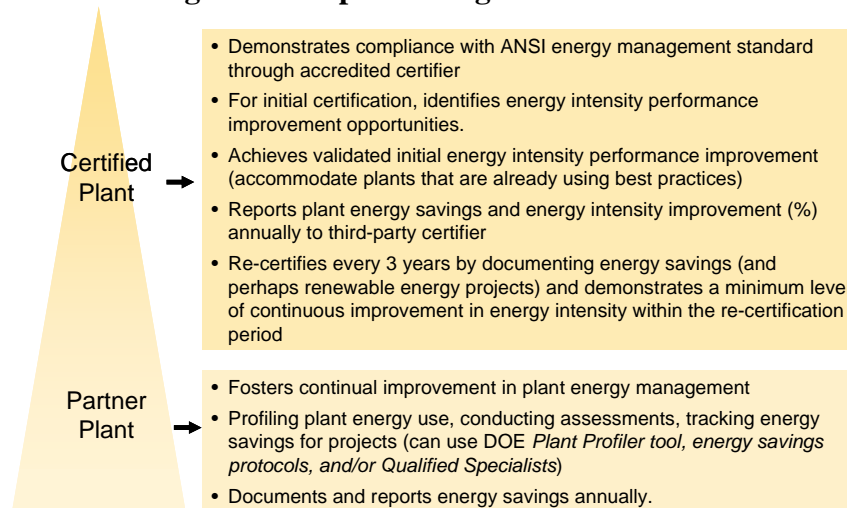 Certified
Plant
• Demonstrates compliance with ANSI energy management standard
through accredited certifier
• For initial certification, identifies energy intensity performance
improvement opportunities.
• Achieves validated initial energy intensity performance improvement
(accommodate plants that are already using best practices)
• Reports plant energy savings and energy intensity improvement (%)
annually to third-party certifier
• Re-certifies every 3 years by documenting energy savings (and
perhaps renewable energy projects) and demonstrates a minimum leve
of continuous improvement in energy intensity within the re-certification
period
Partner
Plant
• Fosters continual improvement in plant energy management
• Profiling plant energy use, conducting assessments, tracking energy
savings for projects (can use DOE Plant Profiler tool, energy savings
protocols, and/or Qualified Specialists)
• Documents and reports energy savings annually.